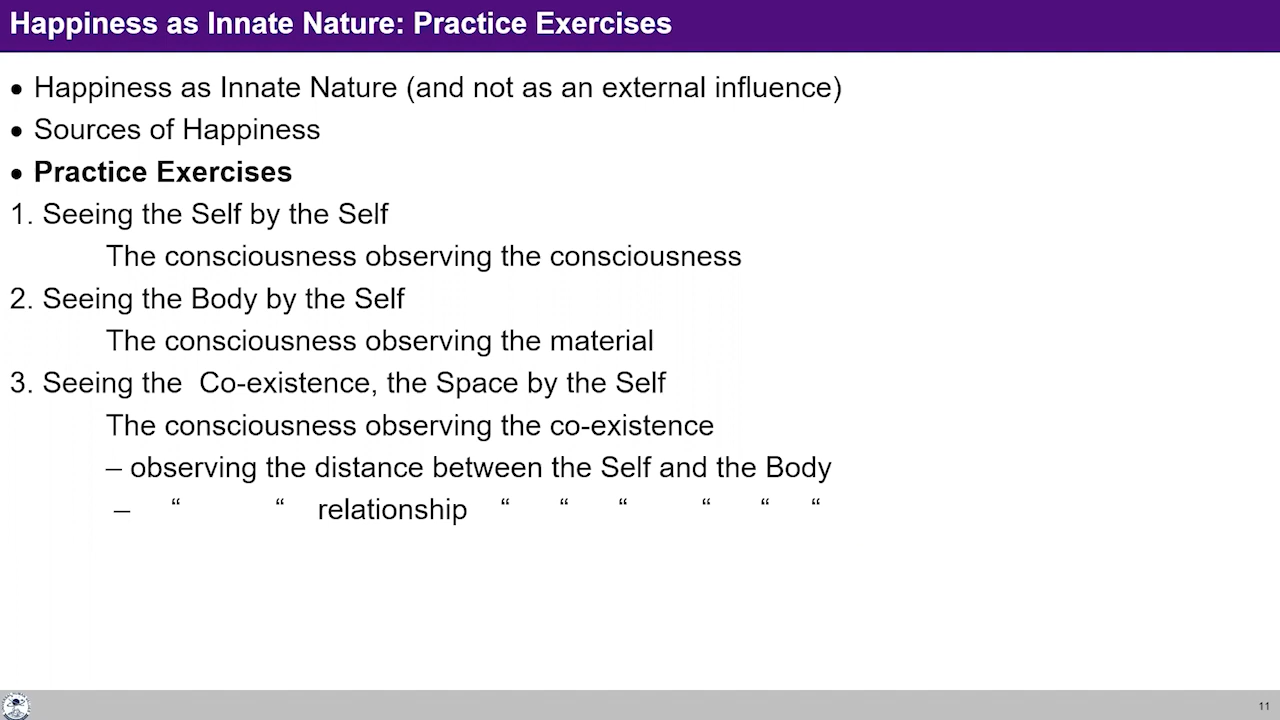 Happiness as Innate Nature: Practice Exercises
• Happiness as Innate Nature (and not as an external influence)
• Sources of Happiness
• Practice Exercises
1. Seeing the Self by the Self
The consciousness observing the consciousness
2. Seeing the Body by the Self
The consciousness observing the material
3. Seeing the  Co-existence, the Space by the Self
The consciousness observing the co-existence
– observing the distance between the Self and the Body
– “ “ relationship “ “ “ “ “ “
11